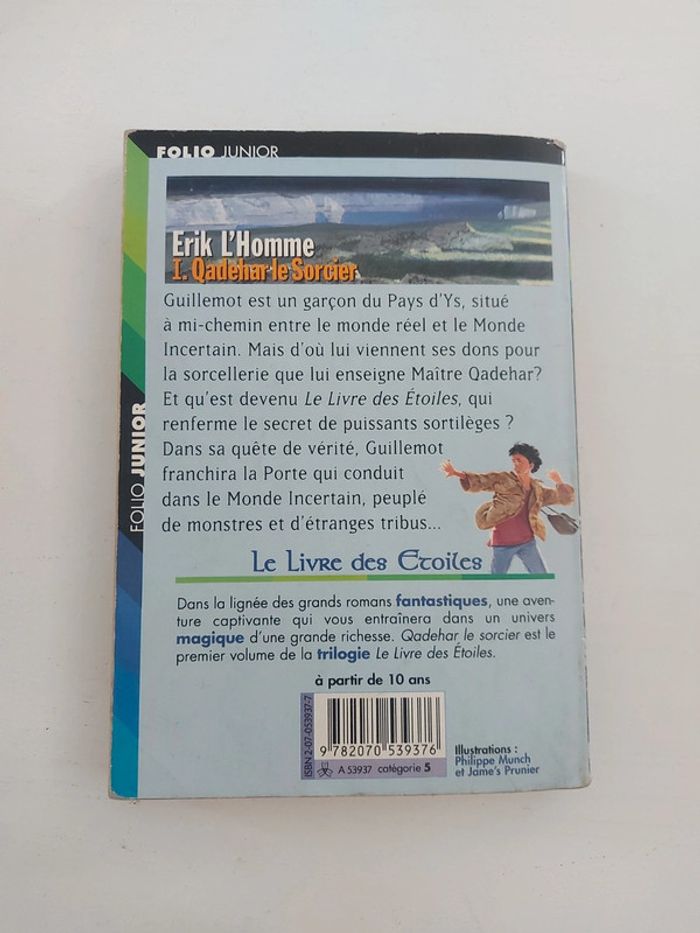 FOLIO JUNIOR
Erik L'Homme
I. Qadehar le Sorcier
Guillemot est un garçon du Pays d'Ys, situé
à mi-chemin entre le monde réel et le Monde
Incertain. Mais d'où lui viennent ses dons pour
la sorcellerie que lui enseigne Maître Qadehar?
Et qu'est devenu Le Livre des Étoiles, qui
renferme le secret de puissants sortilèges ?
Dans sa quête de vérité, Guillemot
franchira la Porte qui conduit
dans le Monde Incertain, peuplé
de monstres et d'étranges tribus...
FOLIO JUNIOR
Le Livre des Etoiles
Dans la lignée des grands romans fantastiques, une aven-
ture captivante qui vous entraînera dans un univers
magique d'une grande richesse. Qadehar le sorcier est le
premier volume de la trilogie Le Livre des Étoiles.
à partir de 10 ans
ISBN 2-07-053937-7
9 782070 539376
A 53937 catégorie 5
Illustrations :
Philippe Munch
et Jame's Prunier